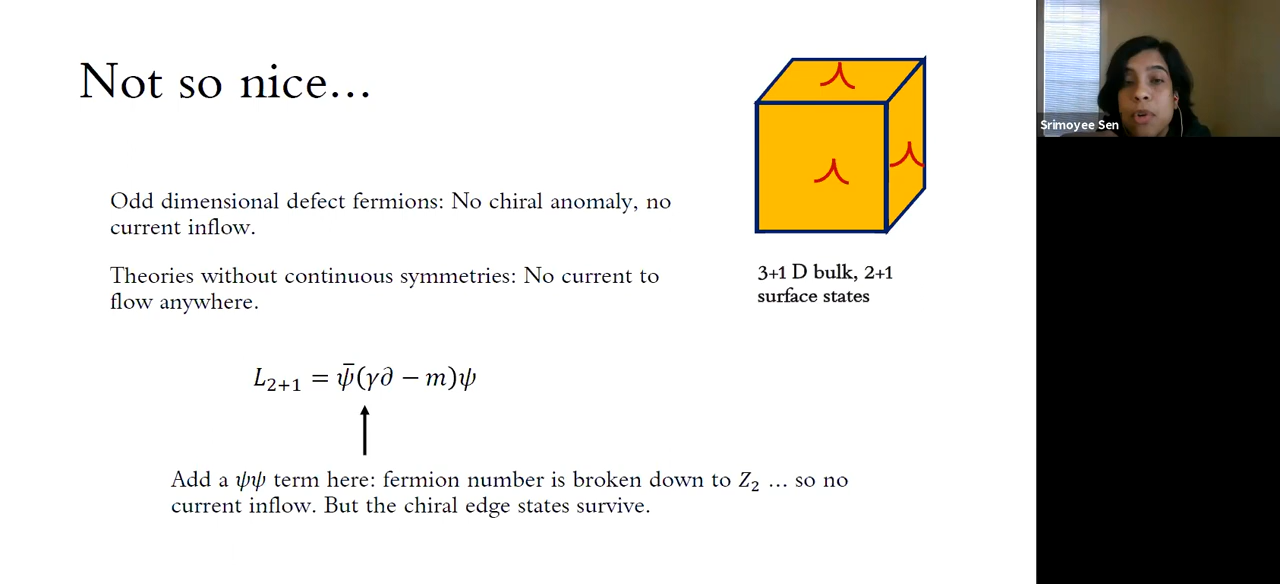 Not so nice...
Odd dimensional defect fermions: No chiral anomaly, no
current inflow.
Theories without continuous symmetries: No current to
flow anywhere.
3+1 D bulk, 2+1
surface states
L₂₊₁ = ψ̄(γ∂ − m)ψ
Add a ψψ term here: fermion number is broken down to Z₂ ... so no
current inflow. But the chiral edge states survive.
Srimoyee Sen